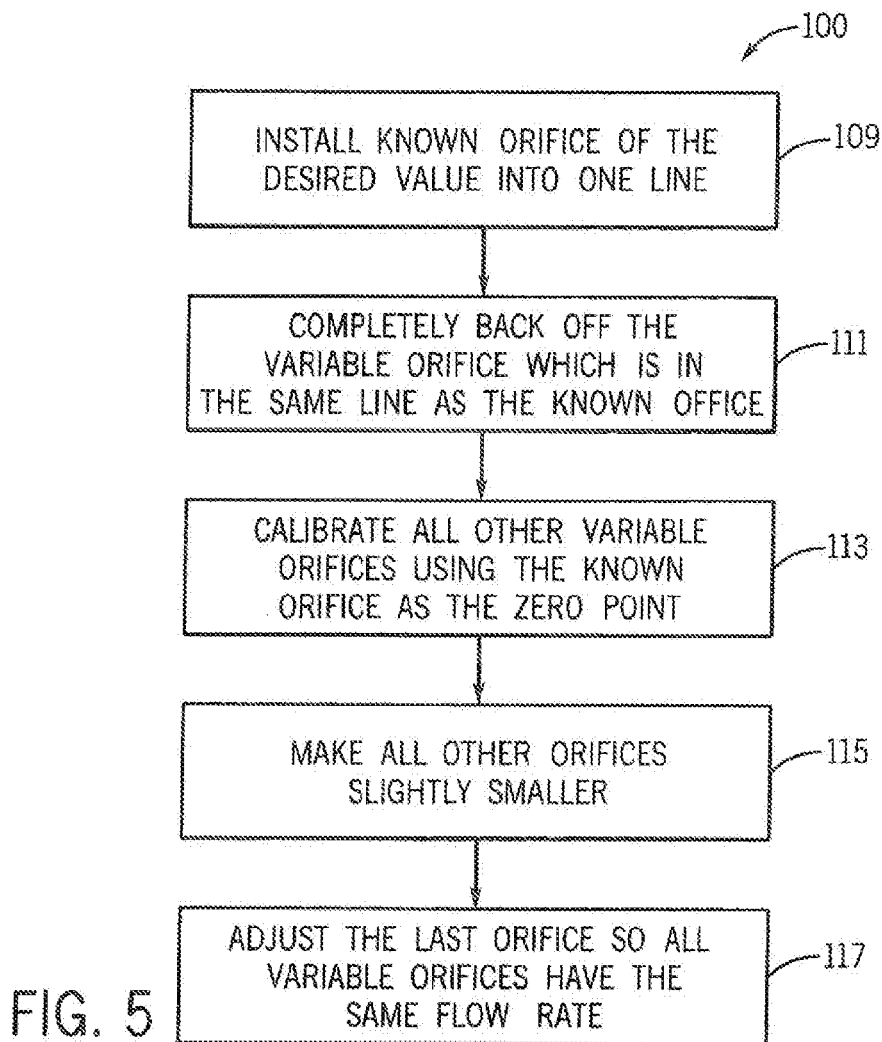 100
INSTALL KNOWN ORIFICE OF THE
DESIRED VALUE INTO ONE LINE
109
COMPLETELY BACK OFF THE
VARIABLE ORIFICE WHICH IS IN
THE SAME LINE AS THE KNOWN OFFICE
111
CALIBRATE ALL OTHER VARIABLE
ORIFICES USING THE KNOWN
ORIFICE AS THE ZERO POINT
113
MAKE ALL OTHER ORIFICES
SLIGHTLY SMALLER
115
ADJUST THE LAST ORIFICE SO ALL
VARIABLE ORIFICES HAVE THE
SAME FLOW RATE
117
FIG. 5